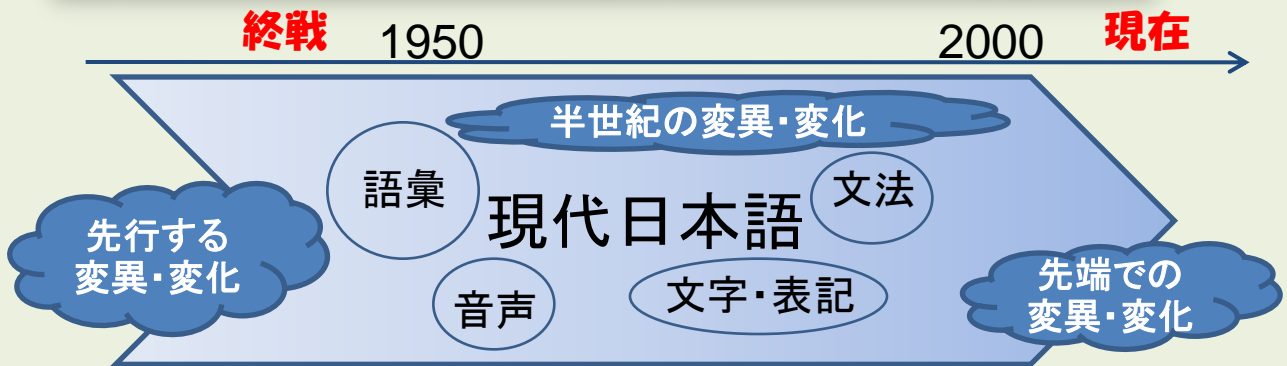 終戦 1950 2000 現在
半世紀の変異・変化
語彙
文法
現代日本語
先行する
変異・変化
音声
文字・表記
先端での
変異・変化